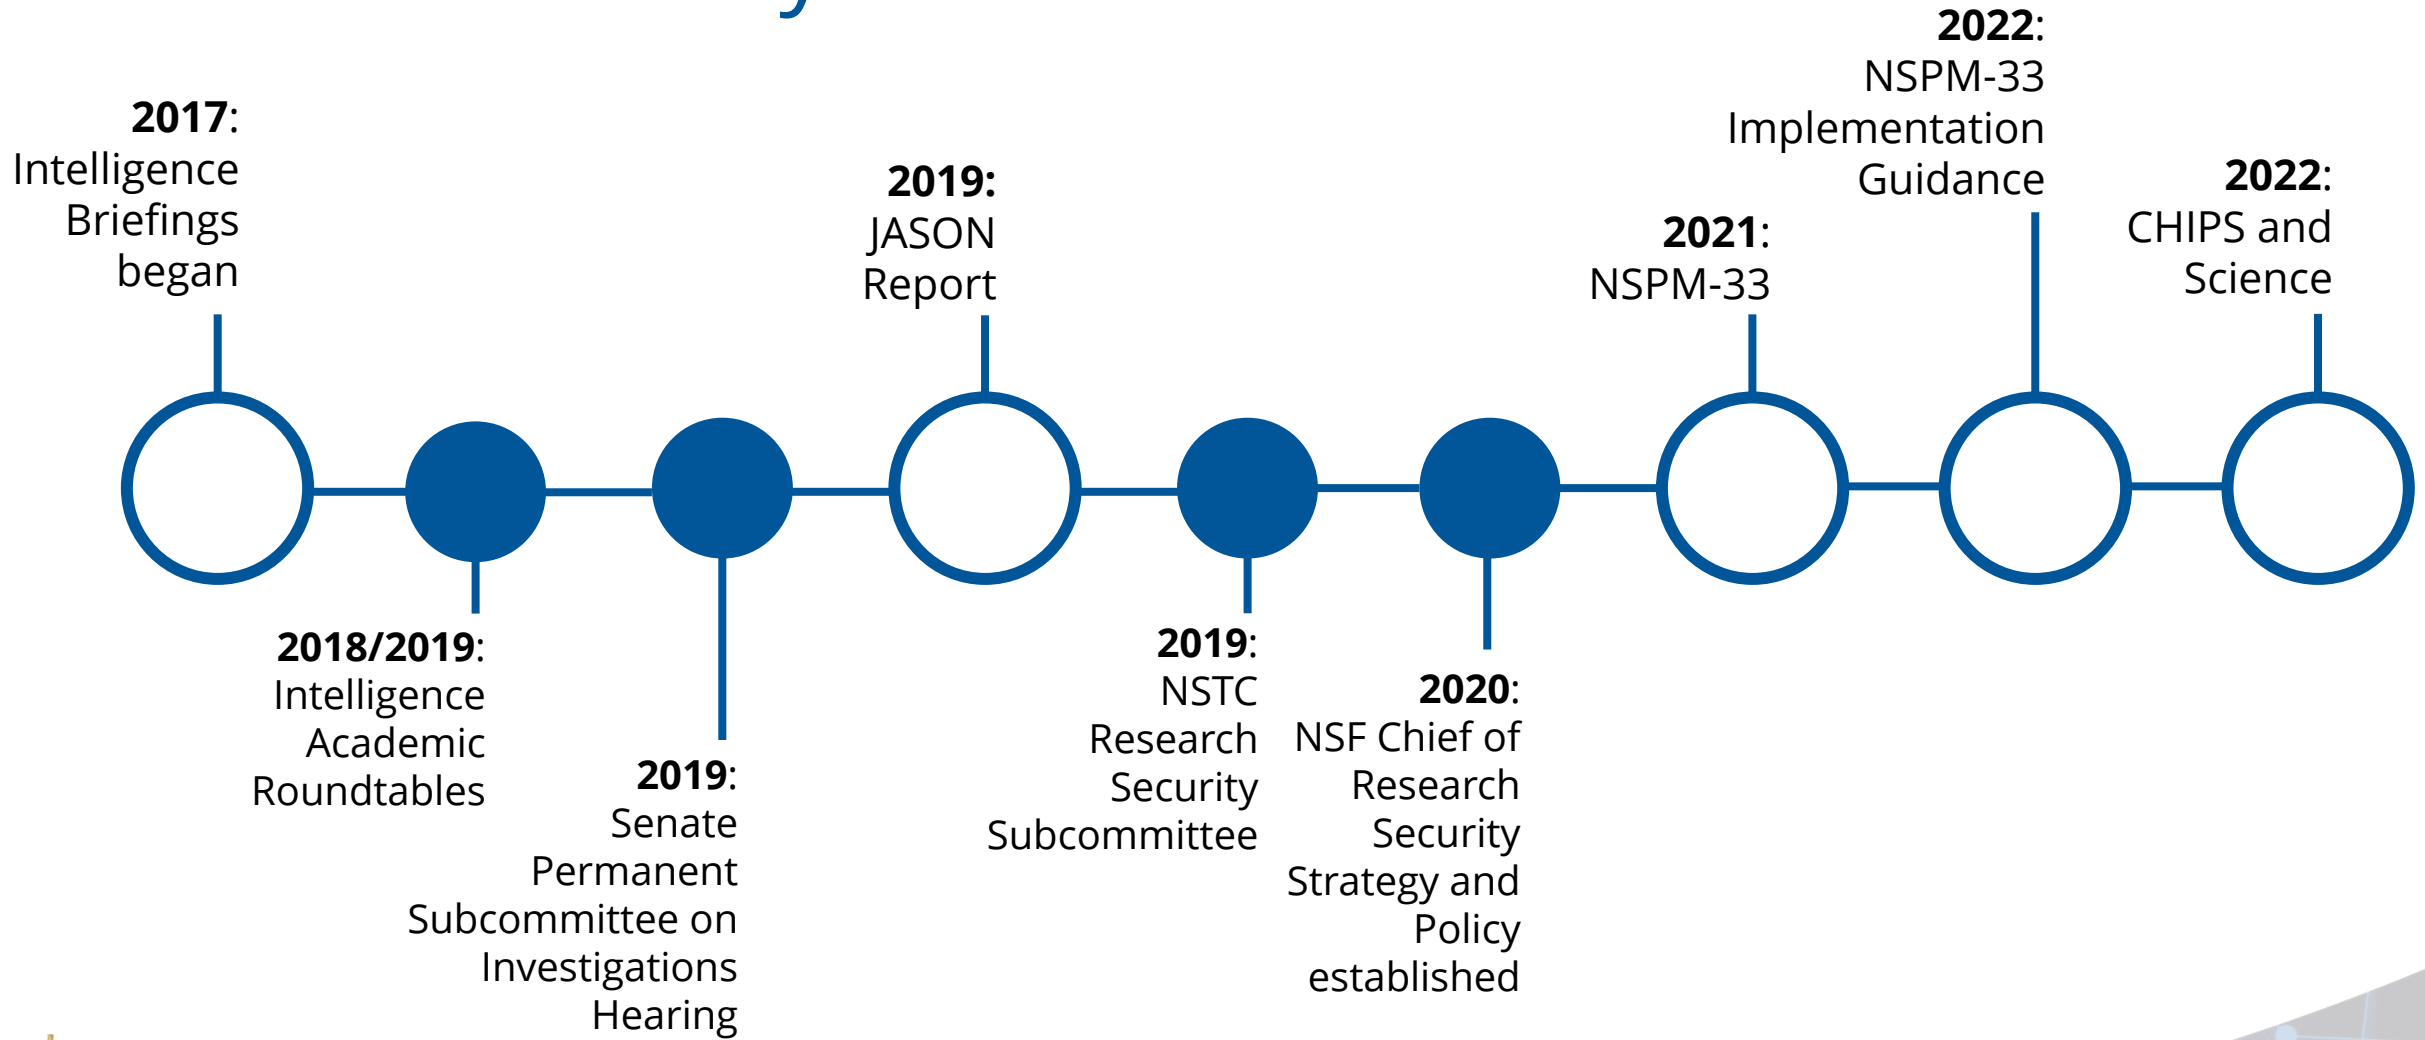 2017:
Intelligence
Briefings
began
2018/2019:
Intelligence
Academic
Roundtables
2019:
Senate
Permanent
Subcommittee on
Investigations
Hearing
2019:
JASON
Report
2019:
NSTC
Research
Security
Subcommittee
2020:
NSF Chief of
Research
Security
Strategy and
Policy
established
2021:
NSPM-33
2022:
NSPM-33
Implementation
Guidance
2022:
CHIPS and
Science